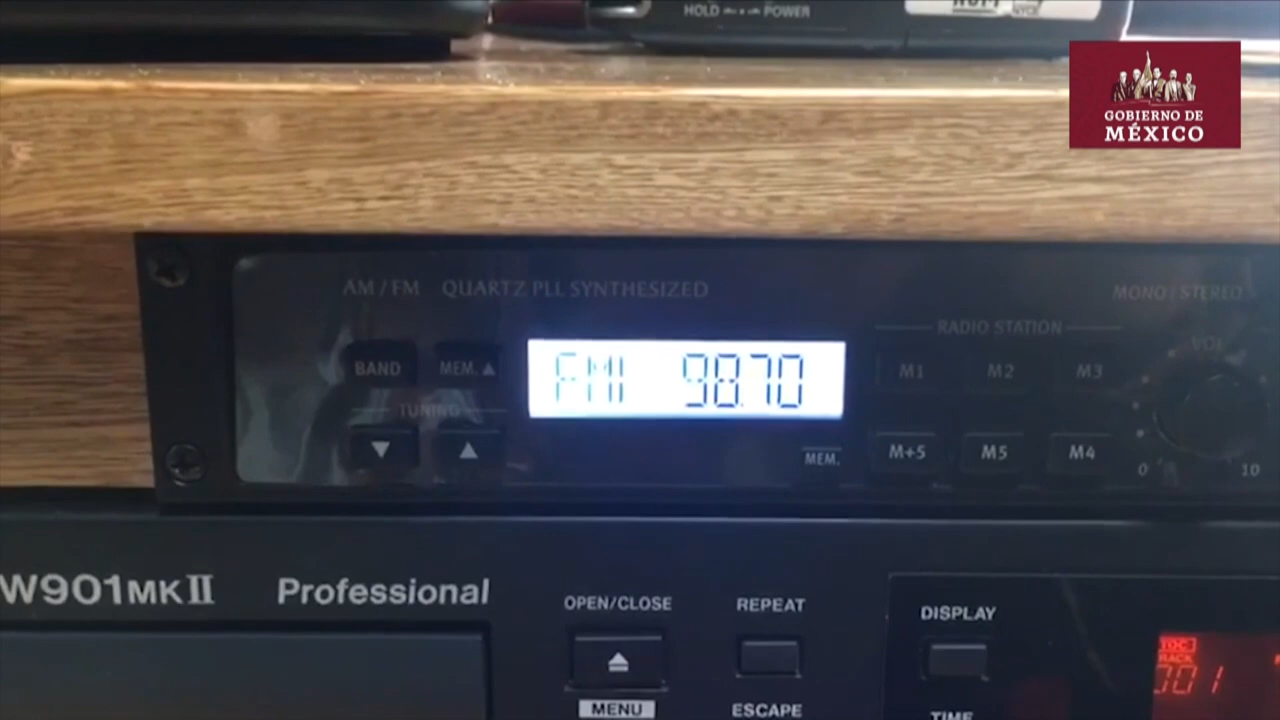 HOLD POWER
GOBIERNO DE
MÉXICO
AM / FM QUARTZ PLL SYNTHESIZED
MONO / STEREO
RADIO STATION
VOL
BAND MEM. ▲
FM1 98.70
M1 M2 M3
TUNING
▼ ▲
MEM.
M+5 M5 M4
0 10
W901MKII Professional
OPEN/CLOSE REPEAT
DISPLAY
TOC
TRACK
001
MENU ESCAPE
TIME